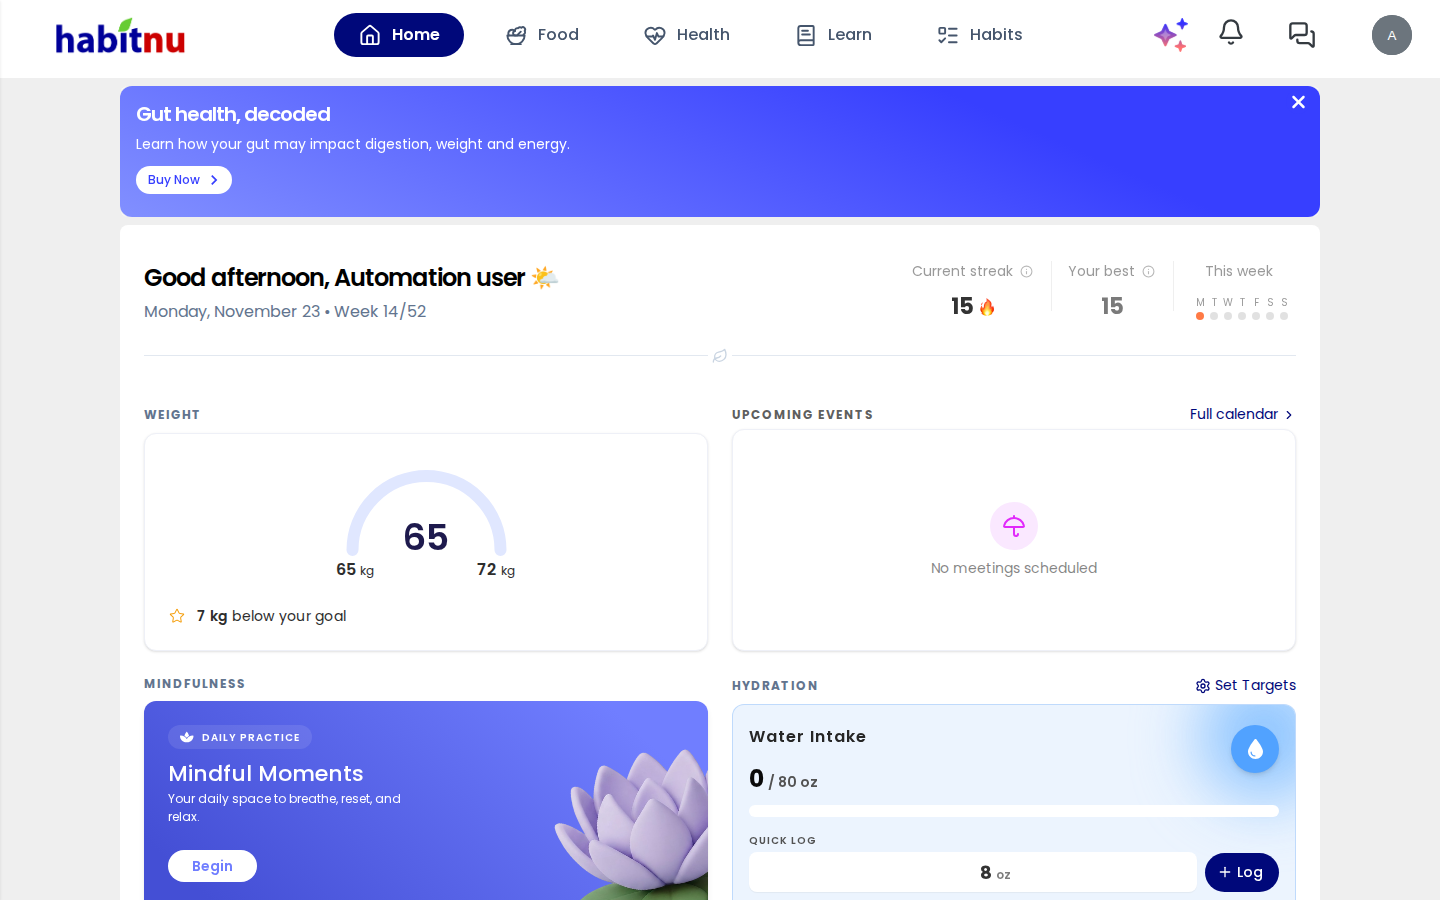 habitnu
Home
Food
Health
Learn
Habits
A
Gut health, decoded
Learn how your gut may impact digestion, weight and energy.
Buy Now
Good afternoon, Automation user 🌤️
Monday, November 23 • Week 14/52
Current streak
15 🔥
Your best
15
This week
M T W T F S S
WEIGHT
65
65 kg
72 kg
7 kg below your goal
UPCOMING EVENTS
Full calendar
No meetings scheduled
MINDFULNESS
DAILY PRACTICE
Mindful Moments
Your daily space to breathe, reset, and
relax.
Begin
HYDRATION
Set Targets
Water Intake
0 / 80 oz
QUICK LOG
8 oz
+ Log